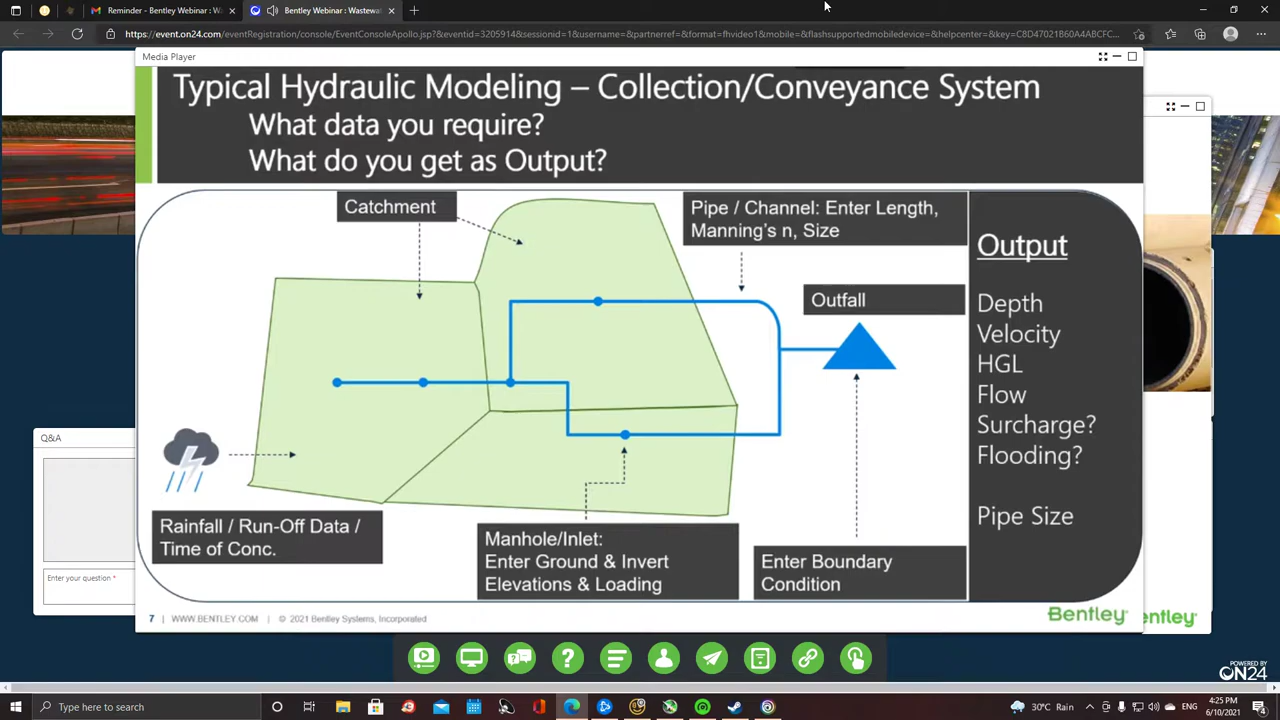 Reminder - Bentley Webinar : Wa
Bentley Webinar : Wastewat
https://event.on24.com/eventRegistration/console/EventConsoleApollo.jsp?&eventid=3205914&sessionid=1&username=&partnerref=&format=fhvideo1&mobile=&flashsupportedmobiledevice=&helpcenter=&key=C8D47021B60A4ABCFC...
Media Player
Typical Hydraulic Modeling – Collection/Conveyance System
What data you require?
What do you get as Output?
Catchment
Pipe / Channel: Enter Length,
Manning's n, Size
Outfall
Output
Depth
Velocity
HGL
Flow
Surcharge?
Flooding?
Pipe Size
Rainfall / Run-Off Data /
Time of Conc.
Manhole/Inlet:
Enter Ground & Invert
Elevations & Loading
Enter Boundary
Condition
7 | WWW.BENTLEY.COM | © 2021 Bentley Systems, Incorporated
Bentley
entley
Q&A
Enter your question *
POWERED BY
ON24
Type here to search
30°C Rain
4:25 PM
6/10/2021